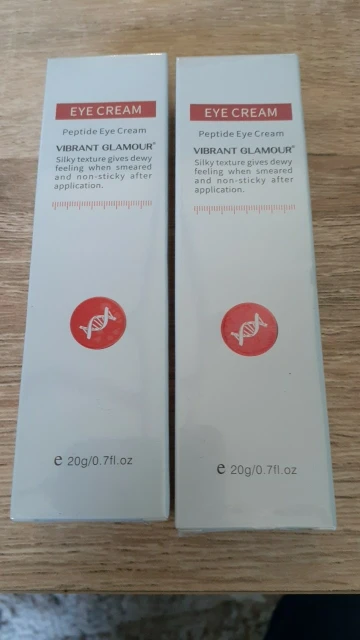 EYE CREAM
Peptide Eye Cream
VIBRANT GLAMOUR®
Silky texture gives dewy
feeling when smeared
and non-sticky after
application.
e 20g/0.7fl.oz
EYE CREAM
Peptide Eye Cream
VIBRANT GLAMOUR®
Silky texture gives dewy
feeling when smeared
and non-sticky after
application.
e 20g/0.7fl.oz